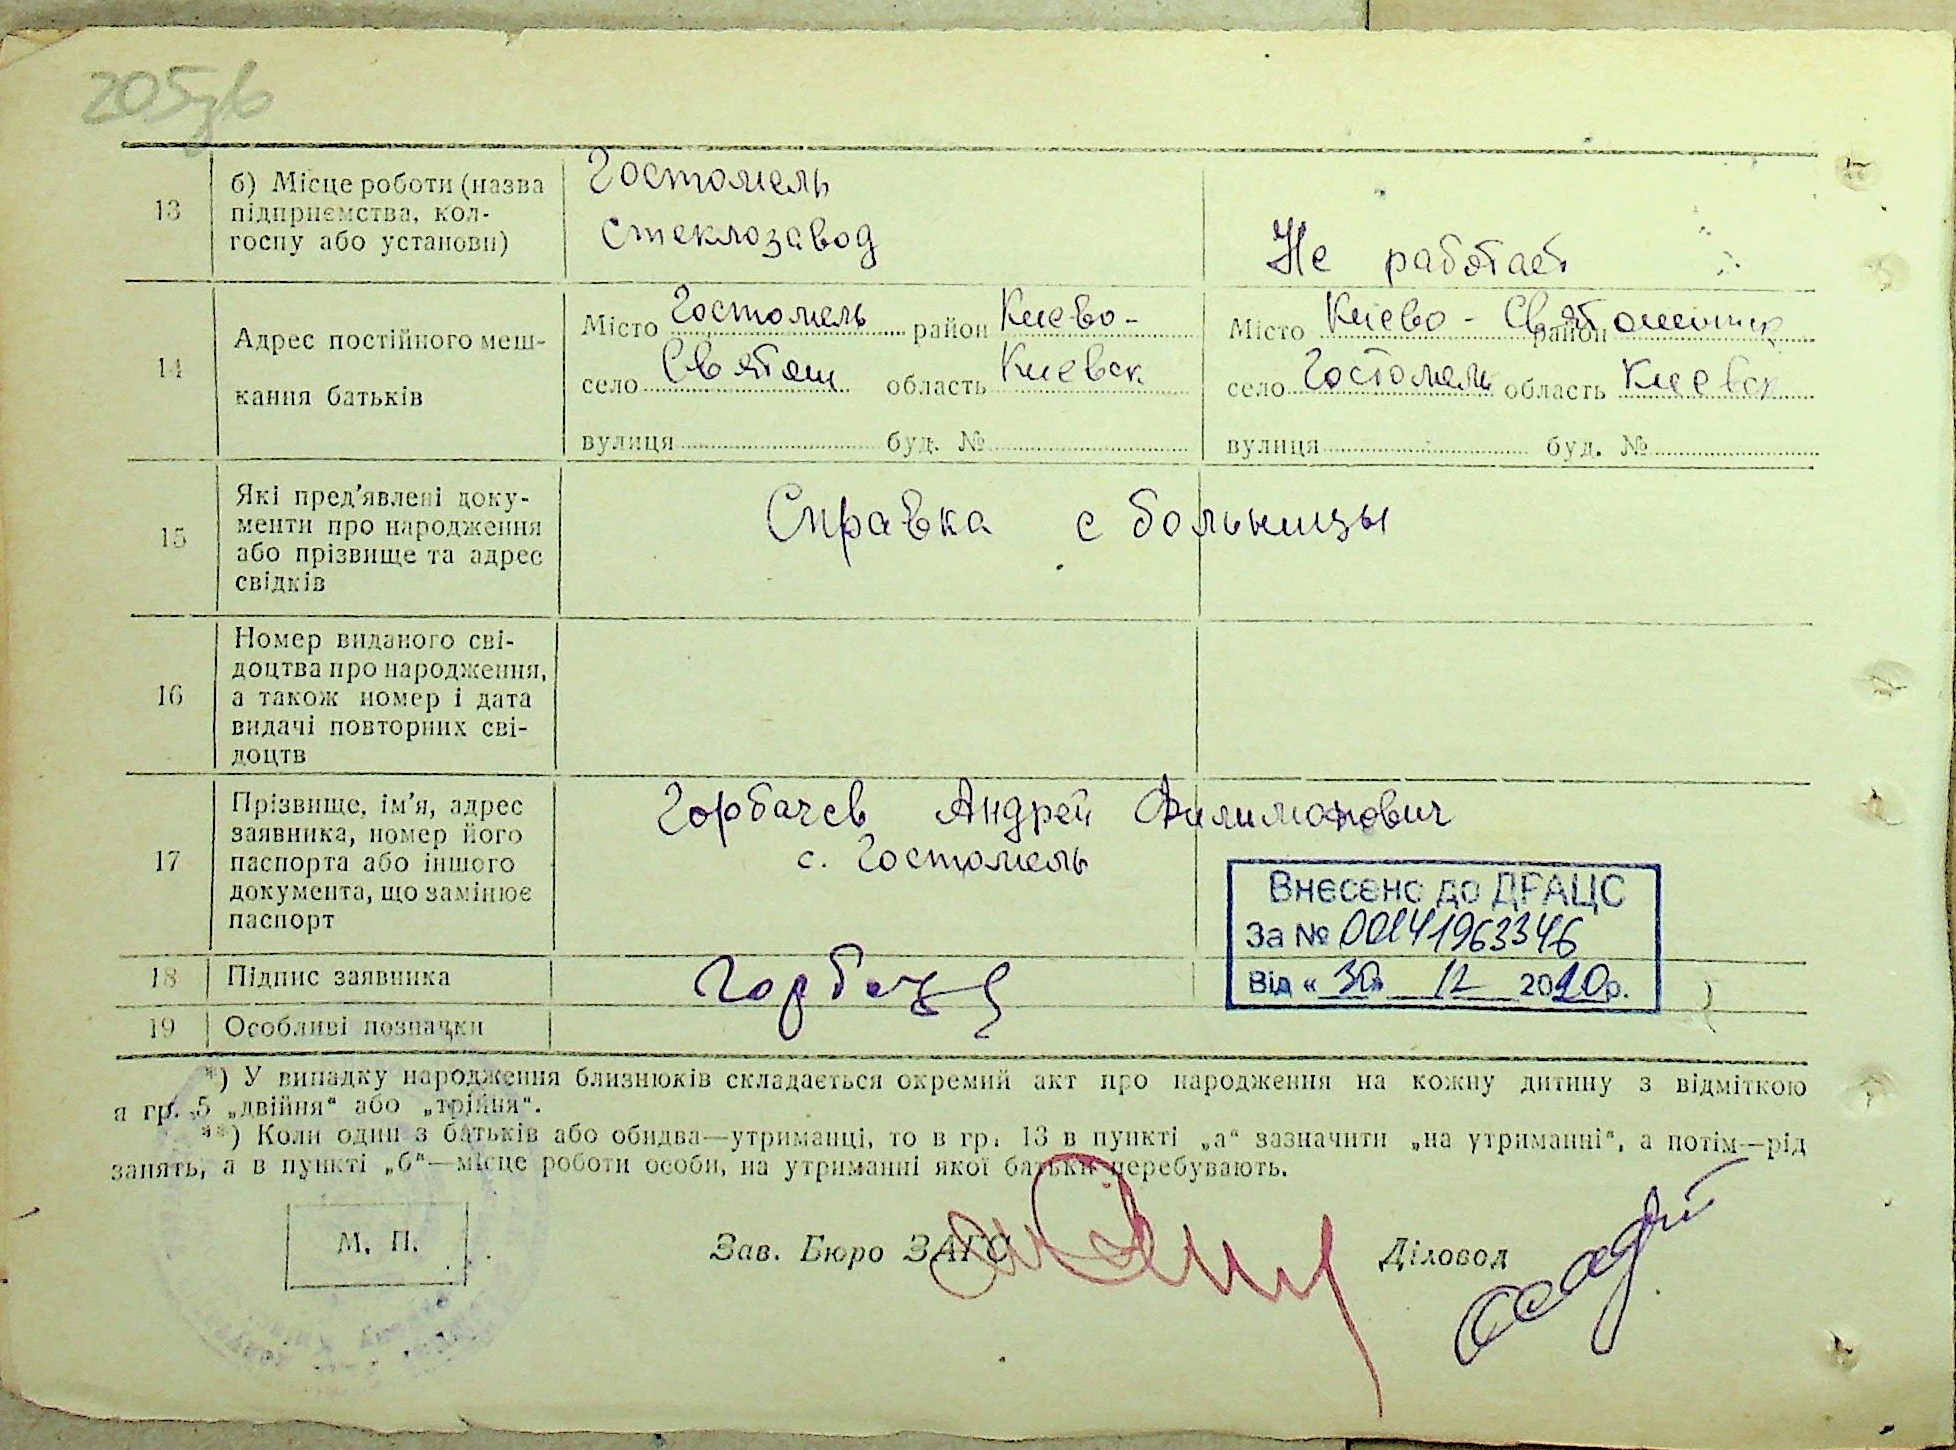 205зв
13 б) Місце роботи (назва Гостомель
підприємства, кол- стеклозавод Не работает
госпу або установи)
14 Адрес постійного меш- Місто Гостомель район Киево- Місто Киево - Святошинск район
село Святош область Киевск село Гостомель область Киевск
кання батьків
вулиця буд. № вулиця буд. №
15 Які пред'явлені доку- Справка с больницы
менти про народження
або прізвище та адрес
свідків
16 Номер виданого сві-
доцтва про народження,
а також номер і дата
видачі повторних сві-
доцтв
17 Прізвище, ім'я, адрес Горбачев Андрей Филимонович
заявника, номер його с. Гостомель
паспорта або іншого
документа, що замінює
паспорт
Внесено до ДРАЦС
За № 00141963346
Від « 30 » 12 2010р.
18 Підпис заявника Горбач
19 Особливі позначки
*) У випадку народження близнюків складається окремий акт про народження на кожну дитину з відміткою
в гр. 5 „двійня“ або „трійня“.
**) Коли один з батьків або обидва—утриманці, то в гр. 13 в пункті „а“ зазначити „на утриманні“, а потім—рід
занять, а в пункті „б“—місце роботи особи, на утриманні якої батьки перебувають.
М. П. Зав. Бюро ЗАГС Діловод